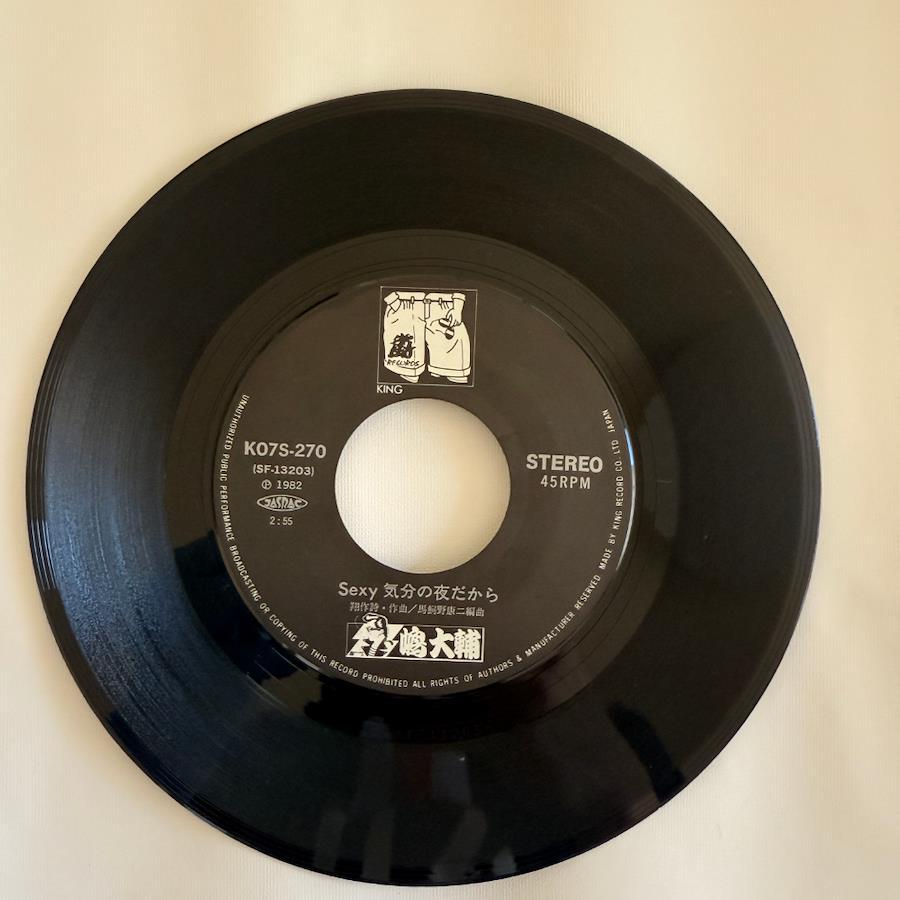 嵐
RECORDS
KING
K07S-270
(SF-13203)
Ⓟ 1982
JASRAC
2:55
STEREO
45RPM
Sexy 気分の夜だから
翔作詩・作曲／馬飼野康二編曲
嶋大輔
UNAUTHORIZED PUBLIC PERFORMANCE BROADCASTING OR COPYING OF THIS RECORD PROHIBITED ALL RIGHTS OF AUTHORS & MANUFACTURER RESERVED MADE BY KING RECORD CO. LTD JAPAN